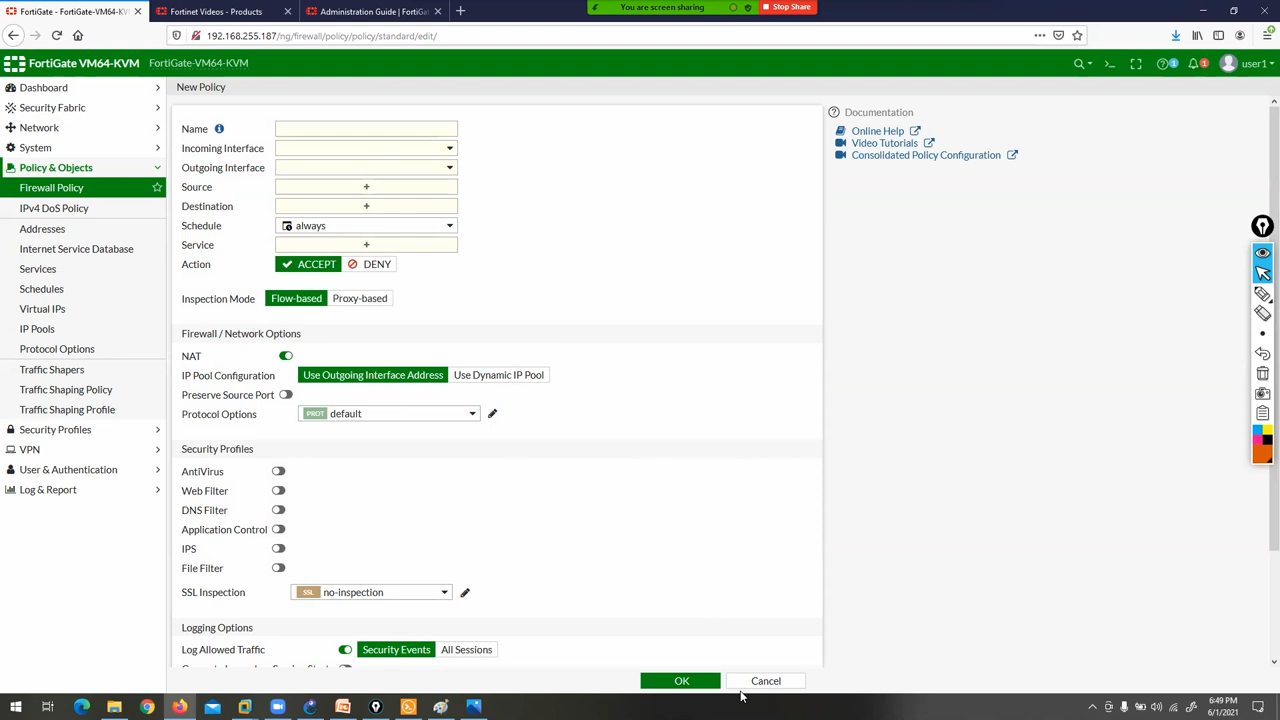 FortiGate - FortiGate-VM64-KVM
Fortinet Videos - Products
Administration Guide | FortiGa
You are screen sharing
Stop Share
192.168.255.187/ng/firewall/policy/policy/standard/edit/
FortiGate VM64-KVM
FortiGate-VM64-KVM
1
1
user1
Dashboard
Security Fabric
Network
System
Policy & Objects
Firewall Policy
IPv4 DoS Policy
Addresses
Internet Service Database
Services
Schedules
Virtual IPs
IP Pools
Protocol Options
Traffic Shapers
Traffic Shaping Policy
Traffic Shaping Profile
Security Profiles
VPN
User & Authentication
Log & Report
New Policy
Name
Incoming Interface
Outgoing Interface
Source
Destination
Schedule always
Service
Action ACCEPT DENY
Inspection Mode Flow-based Proxy-based
Firewall / Network Options
NAT
IP Pool Configuration Use Outgoing Interface Address Use Dynamic IP Pool
Preserve Source Port
Protocol Options PROT default
Security Profiles
AntiVirus
Web Filter
DNS Filter
Application Control
IPS
File Filter
SSL Inspection SSL no-inspection
Logging Options
Log Allowed Traffic Security Events All Sessions
OK Cancel
Documentation
Online Help
Video Tutorials
Consolidated Policy Configuration
6:49 PM
6/1/2021